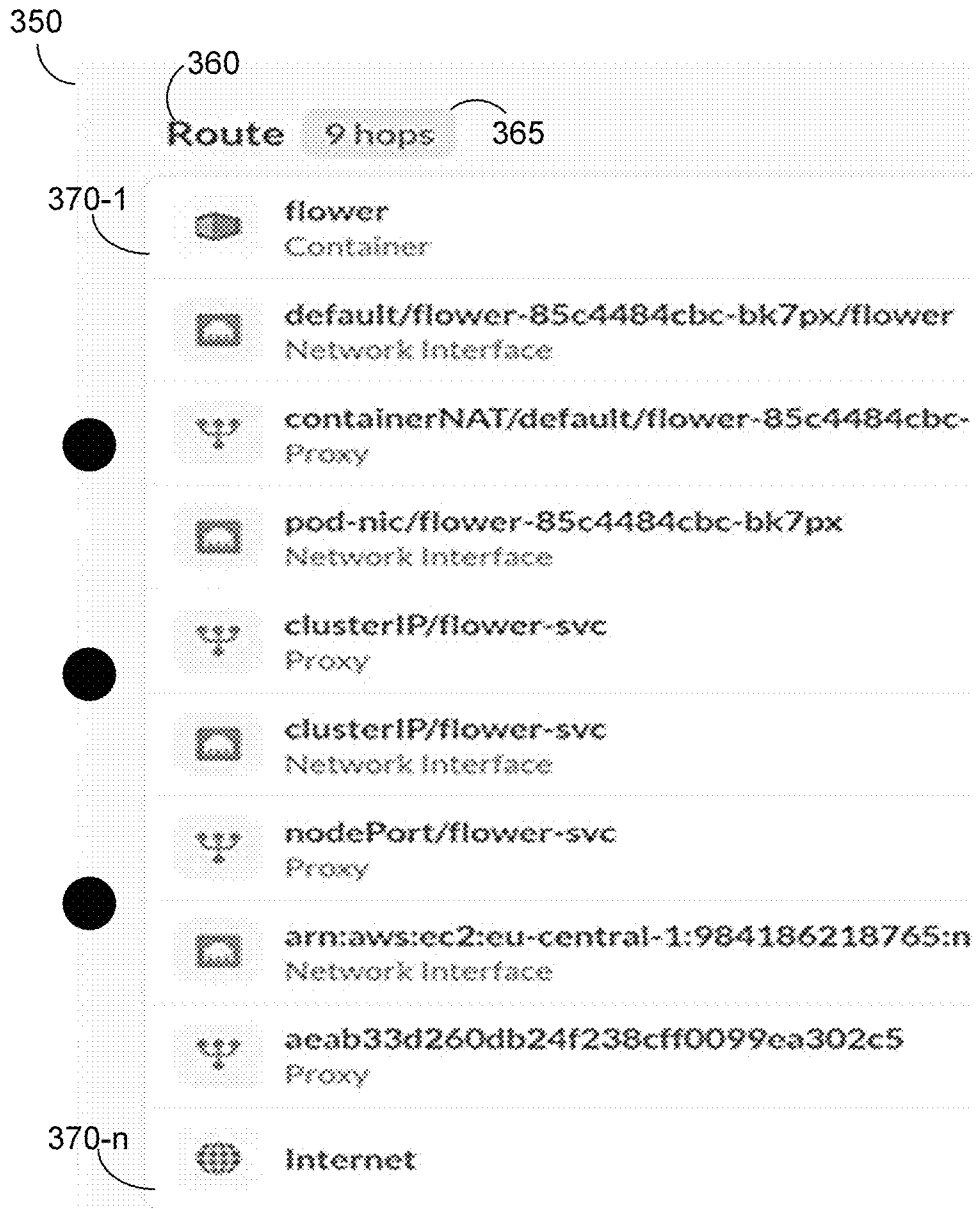 350
360
Route 9 hops 365
370-1
flower
Container
default/flower-85c4484cbc-bk7px/flower
Network Interface
containerNAT/default/flower-85c4484cbc-
Proxy
pod-nic/flower-85c4484cbc-bk7px
Network Interface
clusterIP/flower-svc
Proxy
clusterIP/flower-svc
Network Interface
nodePort/flower-svc
Proxy
arn:aws:ec2:eu-central-1:984186218765:n
Network Interface
aeab33d260db24f238cff0099ea302c5
Proxy
370-n
Internet